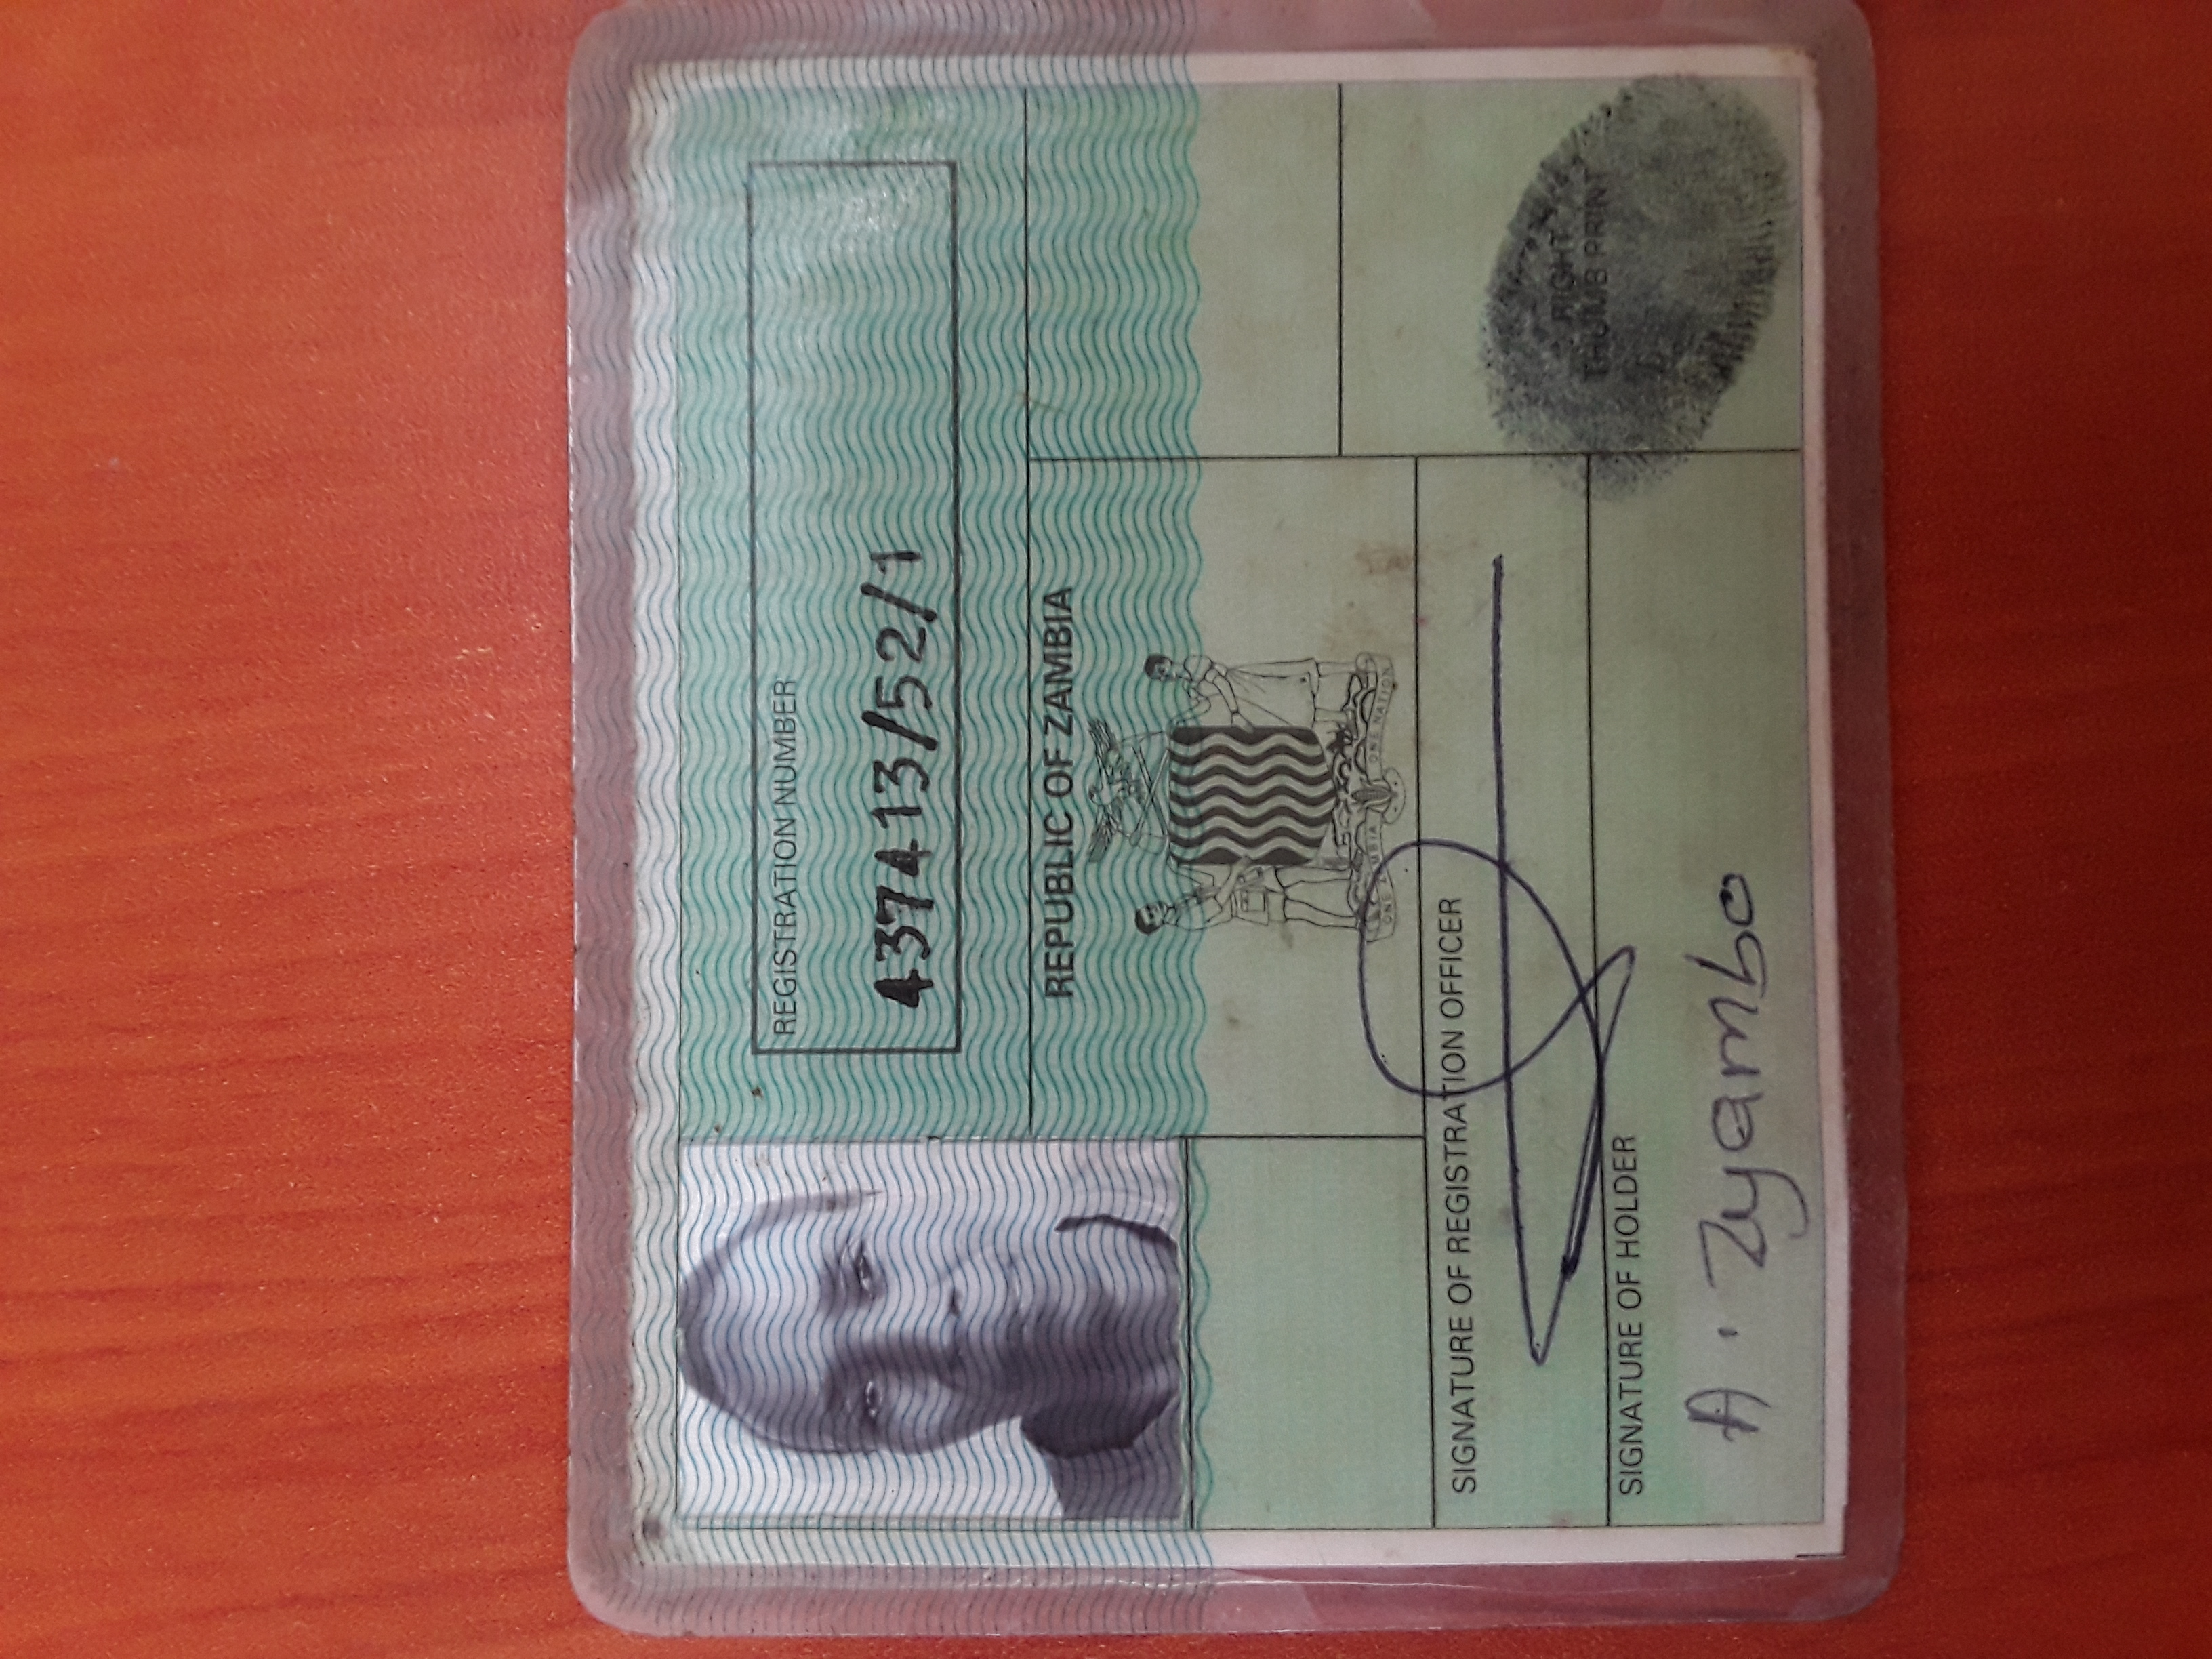 REGISTRATION NUMBER
437413/52/1
REPUBLIC OF ZAMBIA
ONE ZAMBIA ONE NATION
SIGNATURE OF REGISTRATION OFFICER
SIGNATURE OF HOLDER
A. Zyambo
RIGHT
THUMB PRINT